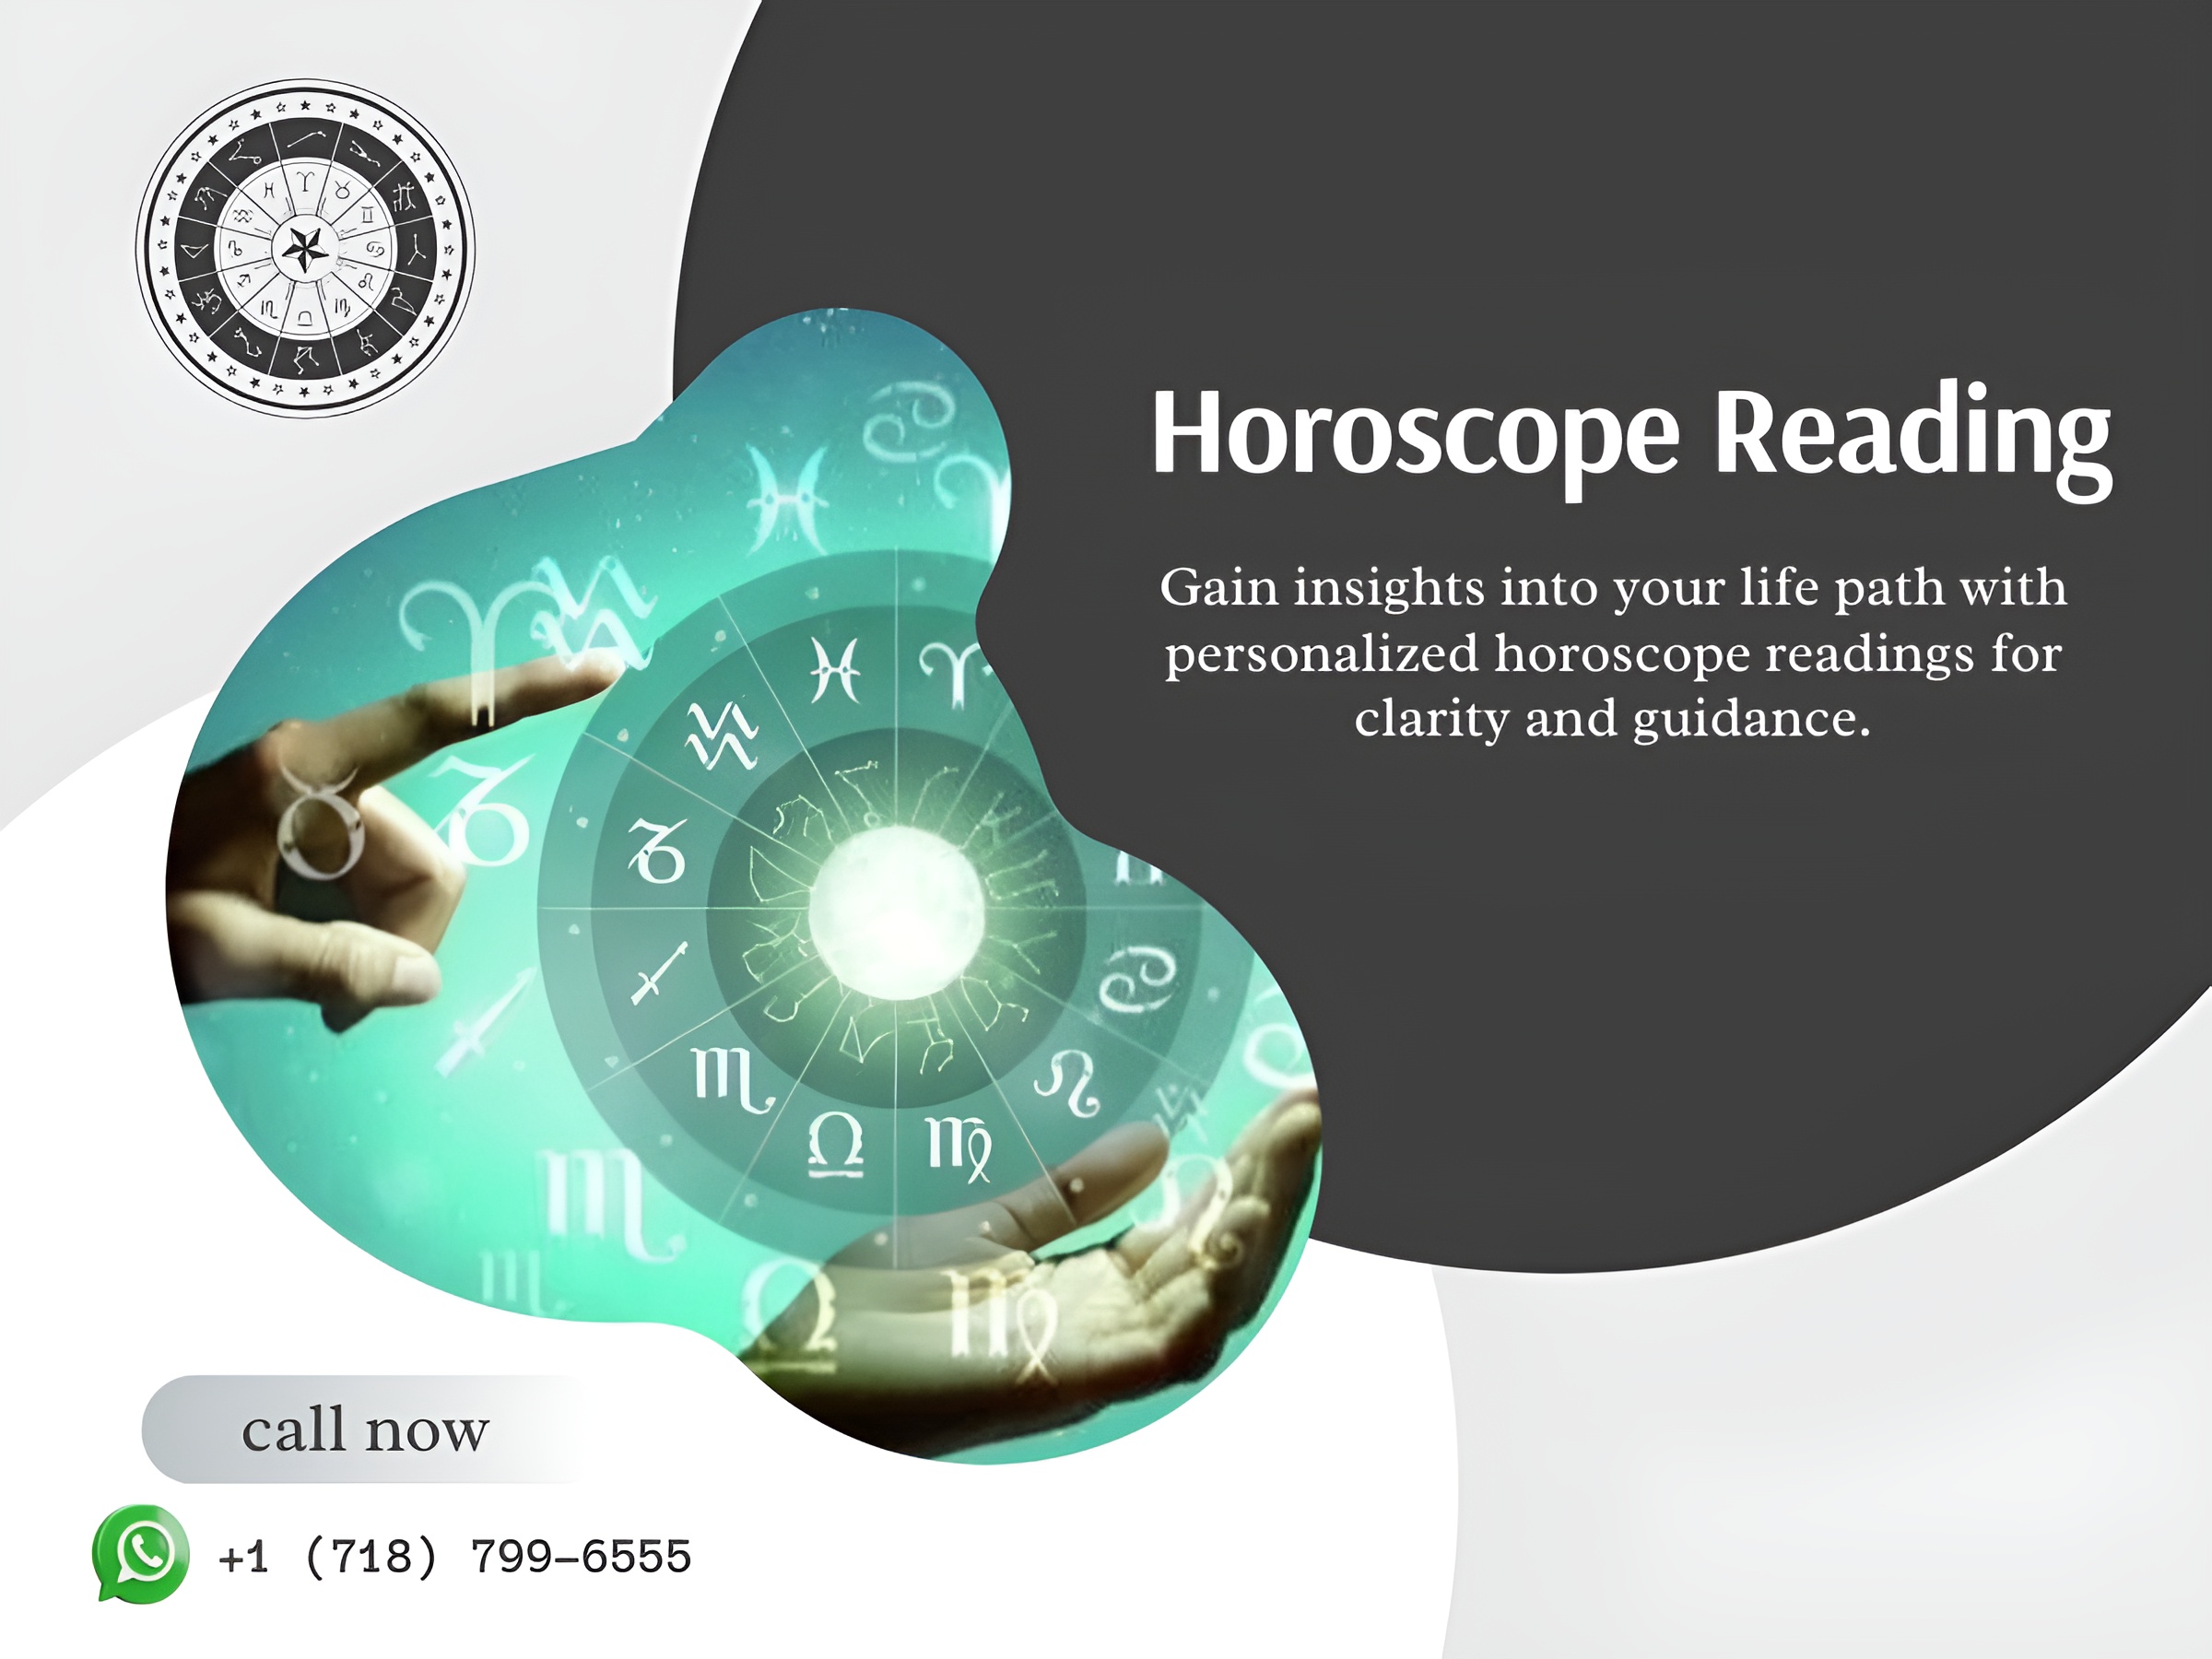 Horoscope Reading
Gain insights into your life path with
personalized horoscope readings for
clarity and guidance.
call now
+1 (718) 799-6555